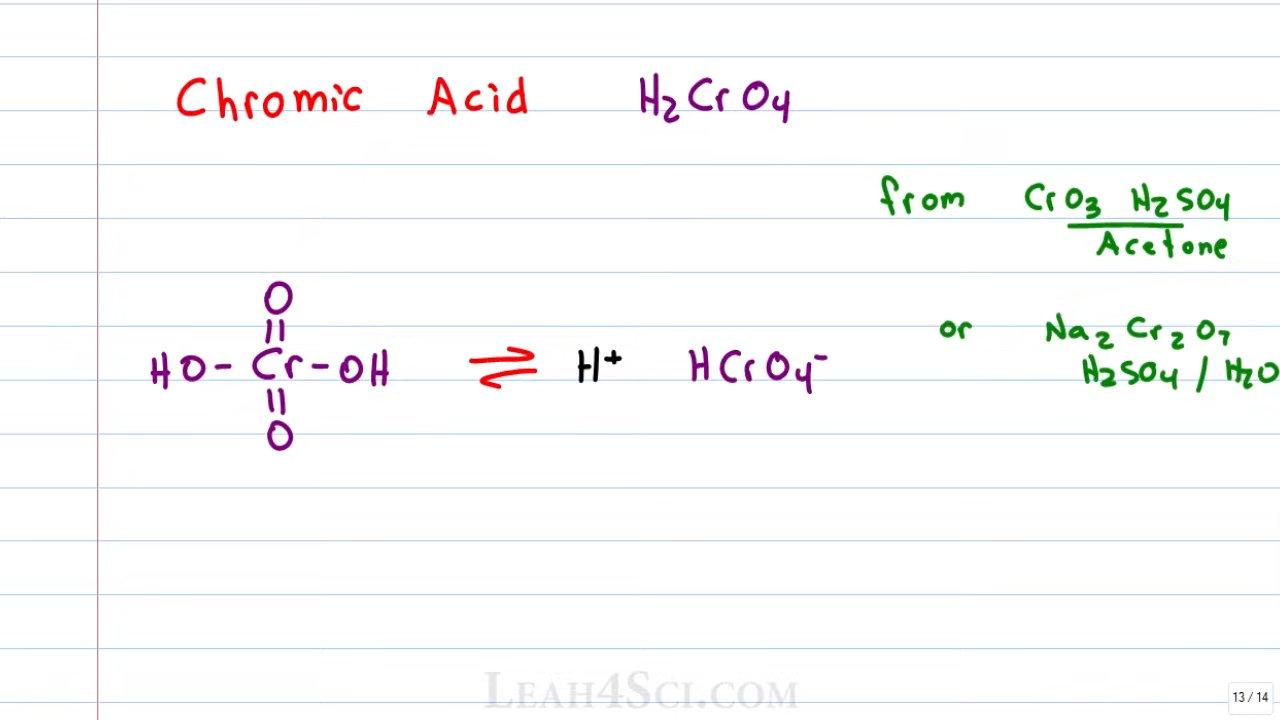 Chromic Acid H₂CrO₄
from CrO₃ H₂SO₄
Acetone
O
||
HO-Cr-OH ⇌ H⁺ HCrO₄⁻
||
O
or Na₂Cr₂O₇
H₂SO₄/H₂O
LEAH4SCI.COM
13 / 14